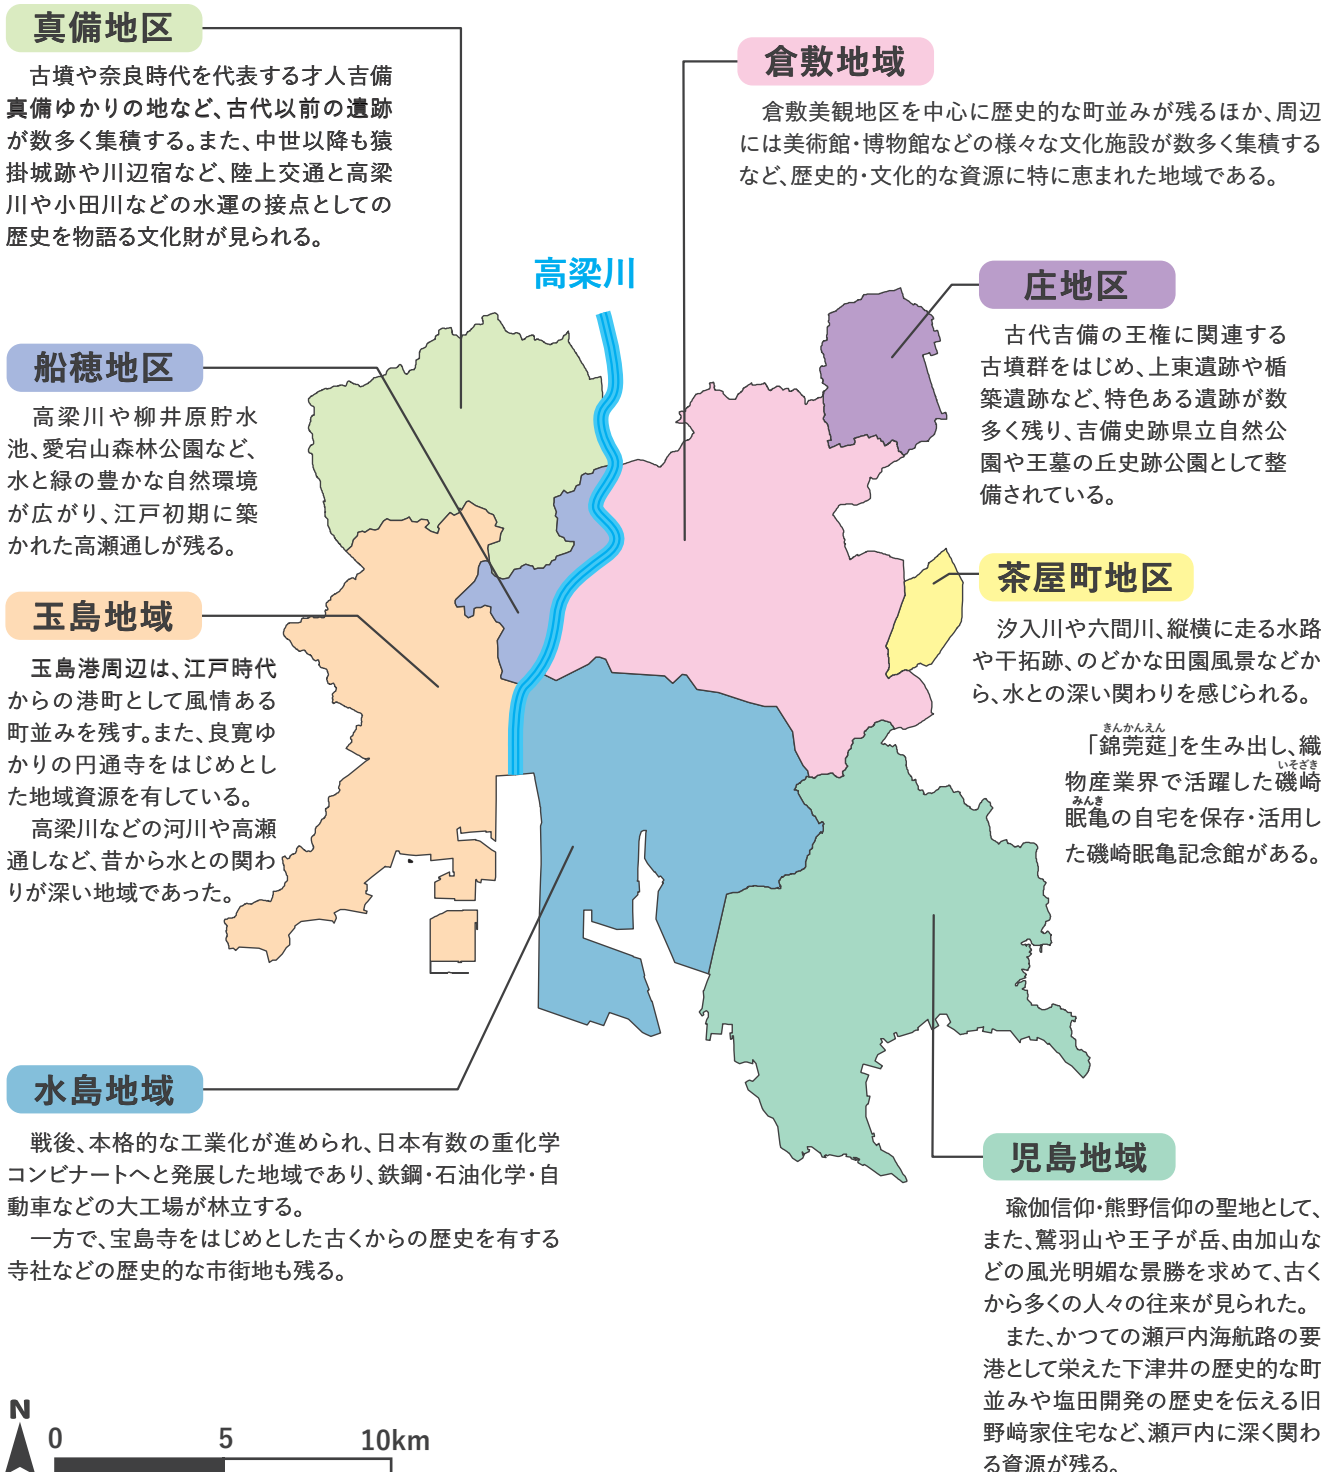 真備地区
古墳や奈良時代を代表する才人吉備
真備ゆかりの地など、古代以前の遺跡
が数多く集積する。また、中世以降も猿
掛城跡や川辺宿など、陸上交通と高梁
川や小田川などの水運の接点としての
歴史を物語る文化財が見られる。
倉敷地域
倉敷美観地区を中心に歴史的な町並みが残るほか、周辺
には美術館・博物館などの様々な文化施設が数多く集積する
など、歴史的・文化的な資源に特に恵まれた地域である。
高梁川
庄地区
古代吉備の王権に関連する
古墳群をはじめ、上東遺跡や楯
築遺跡など、特色ある遺跡が数
多く残り、吉備史跡県立自然公
園や王墓の丘史跡公園として整
備されている。
船穂地区
高梁川や柳井原貯水
池、愛宕山森林公園など、
水と緑の豊かな自然環境
が広がり、江戸初期に築
かれた高瀬通しが残る。
茶屋町地区
汐入川や六間川、縦横に走る水路
や干拓跡、のどかな田園風景などか
ら、水との深い関わりを感じられる。
きんかんえん
「錦莞莚」を生み出し、織
いそざき
物産業界で活躍した磯崎
みんき
眠亀の自宅を保存・活用し
た磯崎眠亀記念館がある。
玉島地域
玉島港周辺は、江戸時代
からの港町として風情ある
町並みを残す。また、良寛ゆ
かりの円通寺をはじめとし
た地域資源を有している。
高梁川などの河川や高瀬
通しなど、昔から水との関わ
りが深い地域であった。
水島地域
戦後、本格的な工業化が進められ、日本有数の重化学
コンビナートへと発展した地域であり、鉄鋼・石油化学・自
動車などの大工場が林立する。
一方で、宝島寺をはじめとした古くからの歴史を有する
寺社などの歴史的な市街地も残る。
児島地域
瑜伽信仰・熊野信仰の聖地として、
また、鷲羽山や王子が岳、由加山な
どの風光明媚な景勝を求めて、古く
から多くの人々の往来が見られた。
また、かつての瀬戸内海航路の要
港として栄えた下津井の歴史的な町
並みや塩田開発の歴史を伝える旧
野﨑家住宅など、瀬戸内に深く関わ
る資源が残る。
N
0 5 10km